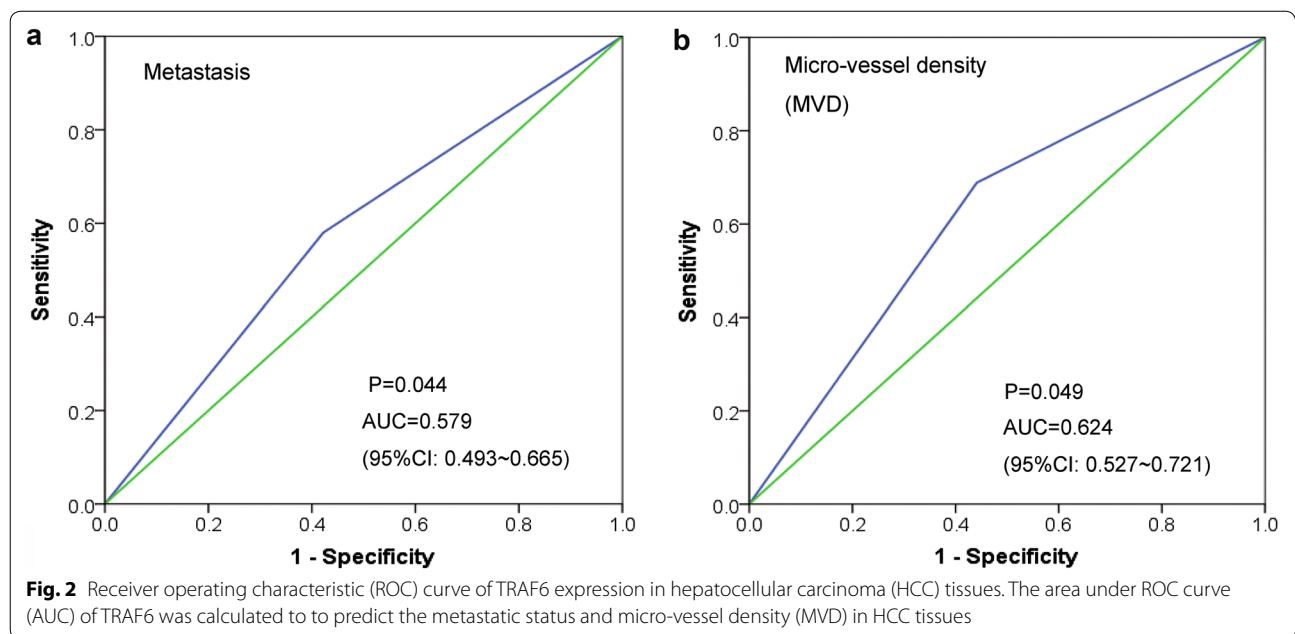 a
Metastasis
1.0
0.8
0.6
0.4
0.2
0.0
Sensitivity
P=0.044
AUC=0.579
(95%CI: 0.493~0.665)
0.0 0.2 0.4 0.6 0.8 1.0
1 - Specificity
b
Micro-vessel density
(MVD)
1.0
0.8
0.6
0.4
0.2
0.0
Sensitivity
P=0.049
AUC=0.624
(95%CI: 0.527~0.721)
0.0 0.2 0.4 0.6 0.8 1.0
1 - Specificity
Fig. 2 Receiver operating characteristic (ROC) curve of TRAF6 expression in hepatocellular carcinoma (HCC) tissues. The area under ROC curve
(AUC) of TRAF6 was calculated to to predict the metastatic status and micro-vessel density (MVD) in HCC tissues